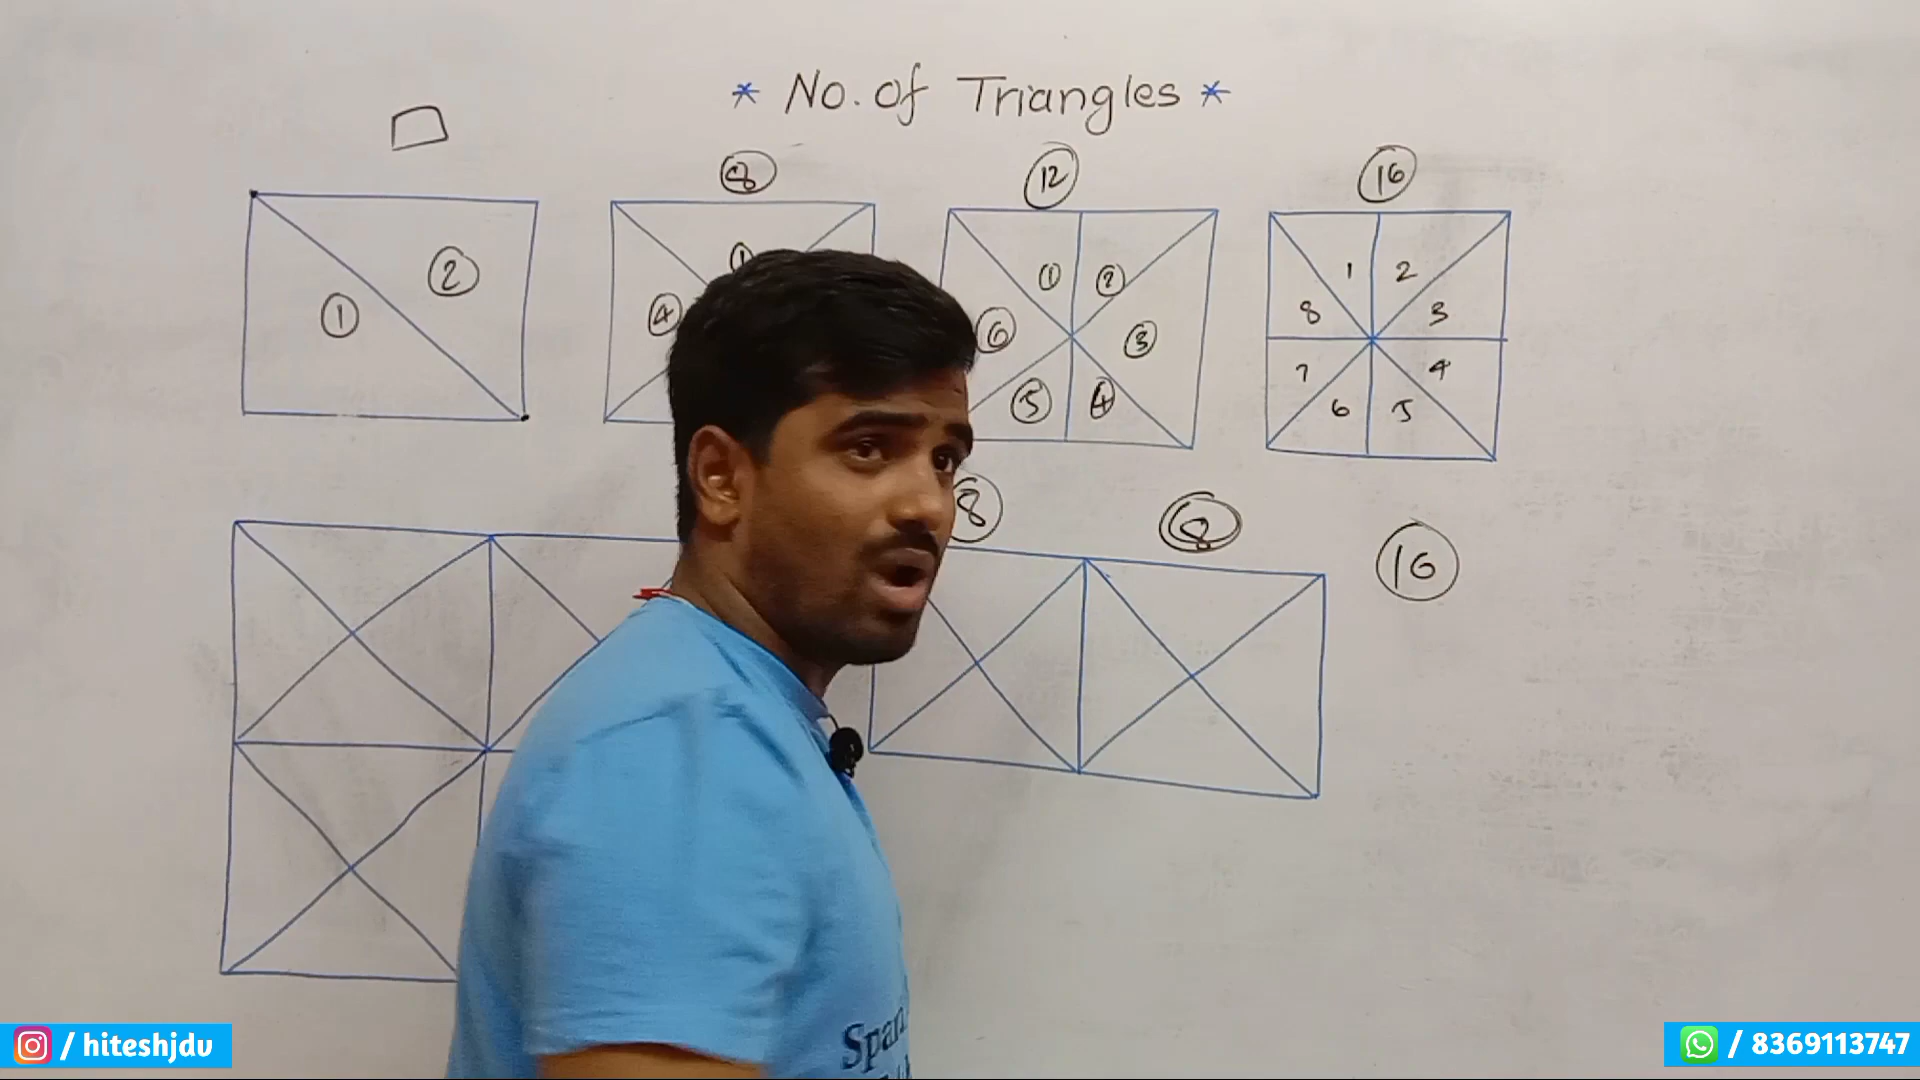 * No. of Triangles *
8 12 16
1 2
1 4
1 2 3 4 5 6
1 2 3 4 5 6 7 8
8 8 16
Span
/ hiteshjdu
/ 8369113747